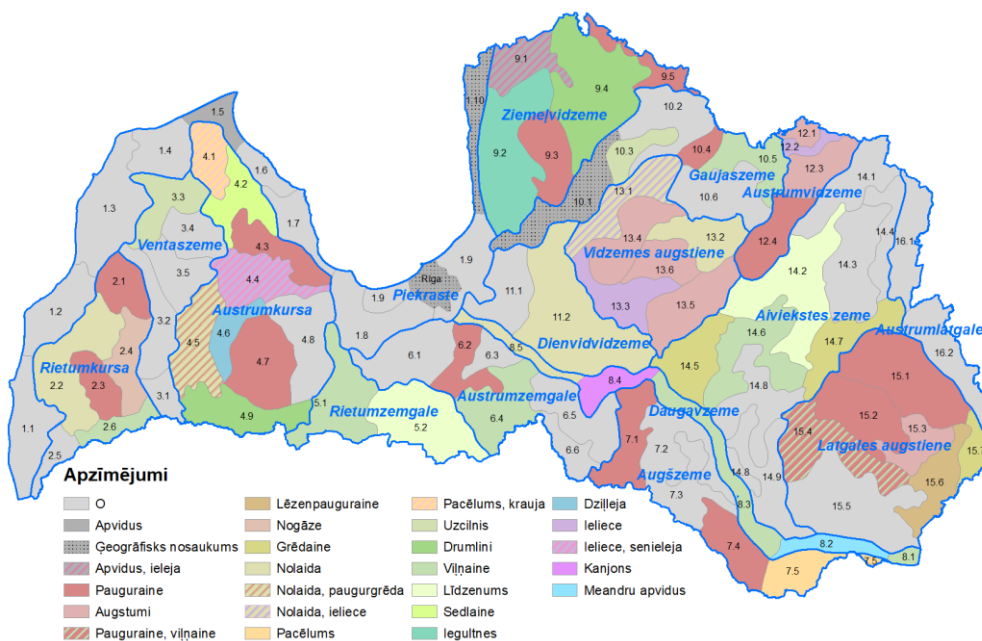 9.1
9.5
9.4
1.10
10.2
1.5
Ziemeļvidzeme
12.1
1.4
4.1
9.2
9.3
10.3
10.4
12.2
10.5
12.3
1.6
4.2
Gaujaszeme
14.1
3.3
13.1
Austrumvidzeme
1.3
10.1
10.6
1.7
3.4
14.4
Ventaszeme
4.3
13.4
13.2
16.1
12.4
Vidzemes augstiene
3.5
1.9
14.2
14.3
4.4
Rīga
13.6
2.1
1.9
Piekraste
11.1
13.3
13.5
1.2
Austrumkursa
Aiviekstes zeme
3.2
11.2
4.6
4.8
1.8
14.6
Austrumlatgale
4.5
8.5
Dienvidvidzeme
14.7
2.4
6.1
6.2
6.3
16.2
Rietumkursa
4.7
14.5
2.2
2.3
8.4
15.1
3.1
5.1
Rietumzemgale
Austrumzemgale
14.8
4.9
6.5
Daugavzeme
15.2
1.1
2.6
5.2
6.4
15.3
7.1
15.4
6.6
7.2
Latgales augstiene
15.7
2.5
Augšzeme
14.8
14.9
15.6
7.3
8.3
15.5
7.4
8.2
8.1
7.5
7.5
Apzīmējumi
O
Apvidus
Ģeogrāfisks nosaukums
Apvidus, ieleja
Pauguraine
Augstumi
Pauguraine, viļņaine
Lēzenpauguraine
Nogāze
Grēdaine
Nolaida
Nolaida, paugurgrēda
Nolaida, ieliece
Pacēlums
Pacēlums, krauja
Uzcilnis
Drumlini
Viļņaine
Līdzenums
Sedlaine
Iegultnes
Dziļleja
Ieliece
Ieliece, senieleja
Kanjons
Meandru apvidus